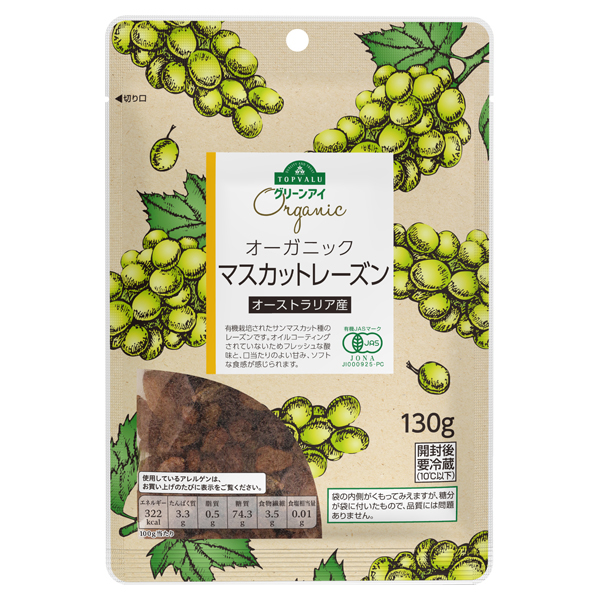 ◀切り口
TOPVALU
グリーンアイ
Organic
オーガニック
マスカットレーズン
オーストラリア産
有機栽培されたサンマスカット種の
レーズンです。オイルコーティング
されていないためフレッシュな酸
味と、口当たりのよい甘み、ソフト
な食感が感じられます。
有機JASマーク
JAS
JONA
JI000925-PC
130g
開封後
要冷蔵
(10℃以下)
使用しているアレルゲンは、
お買い上げのたびに表示をご覧ください。
エネルギー たんぱく質 脂質 糖質 食物繊維 食塩相当量
322 3.3 0.5 74.3 3.5 0.01
kcal g g g g g
100g当たり
袋の内側がくもってみえますが、糖分
が袋に付いたもので、品質には問題
ありません。